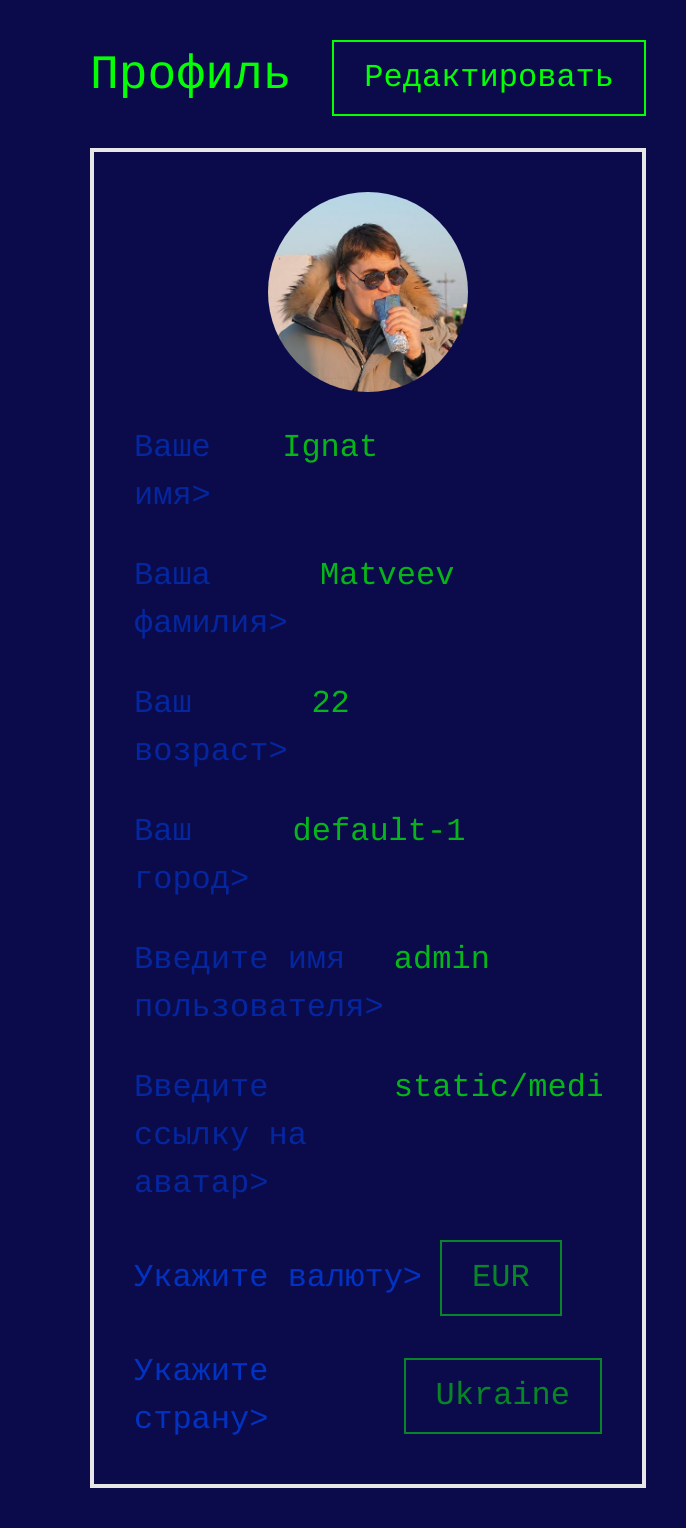 Профиль Редактировать
Ваше Ignat
имя>
Ваша Matveev
фамилия>
Ваш 22
возраст>
Ваш default-1
город>
Введите имя admin
пользователя>
Введите static/medi
ссылку на
аватар>
Укажите валюту> EUR
Укажите
страну> Ukraine